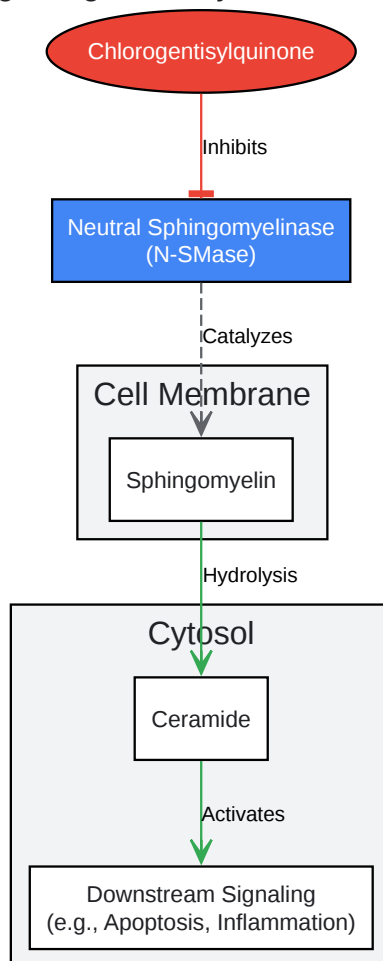 Chlorogentisylquinone
Inhibits
Neutral Sphingomyelinase
(N-SMase)
Catalyzes
Cell Membrane
Sphingomyelin
Hydrolysis
Cytosol
Ceramide
Activates
Downstream Signaling
(e.g., Apoptosis, Inflammation)